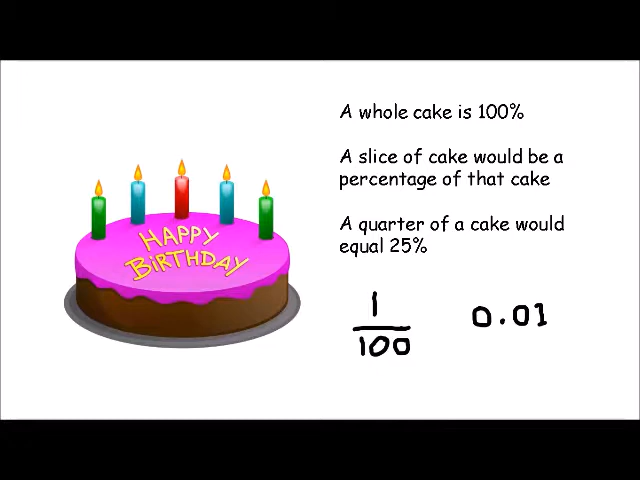 A whole cake is 100%
A slice of cake would be a
percentage of that cake
A quarter of a cake would
equal 25%
HAPPY
BiRTHDAY
1
100
0.01